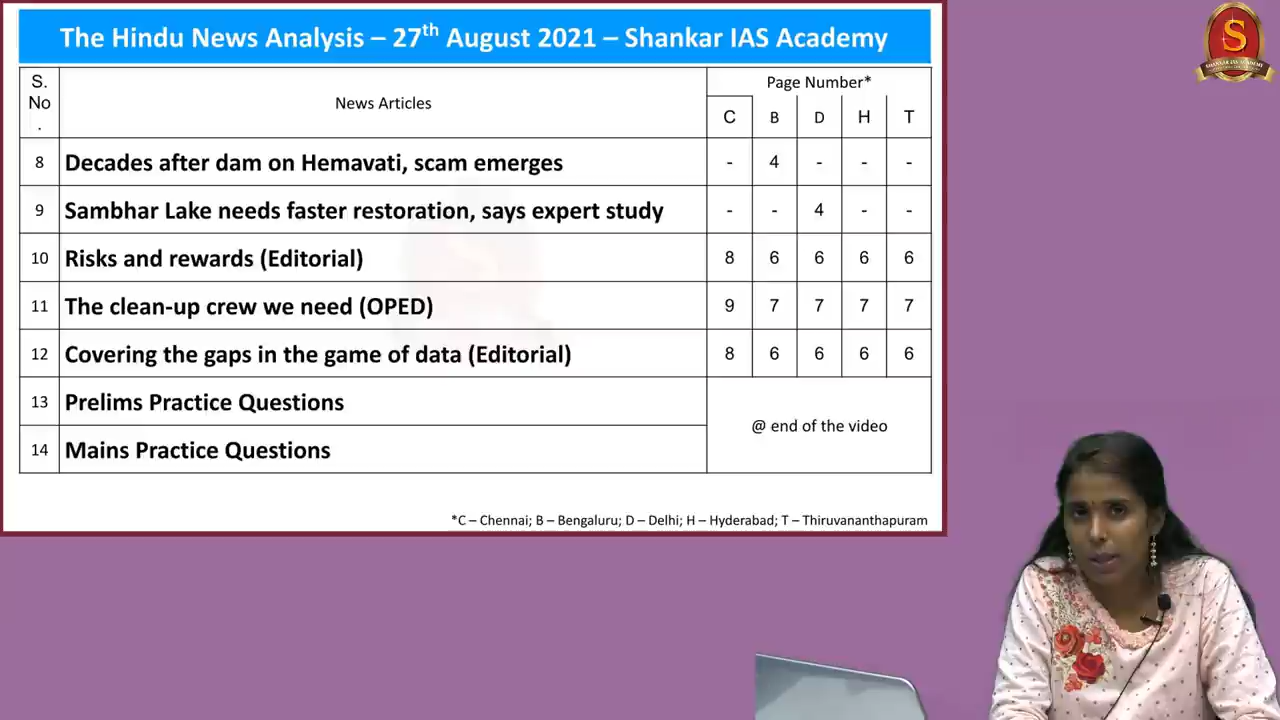 The Hindu News Analysis – 27th August 2021 – Shankar IAS Academy
S. No . News Articles Page Number*
C B D H T
8 Decades after dam on Hemavati, scam emerges - 4 - - -
9 Sambhar Lake needs faster restoration, says expert study - - 4 - -
10 Risks and rewards (Editorial) 8 6 6 6 6
11 The clean-up crew we need (OPED) 9 7 7 7 7
12 Covering the gaps in the game of data (Editorial) 8 6 6 6 6
13 Prelims Practice Questions
@ end of the video
14 Mains Practice Questions
*C – Chennai; B – Bengaluru; D – Delhi; H – Hyderabad; T – Thiruvananthapuram
S
SHANKAR IAS ACADEMY